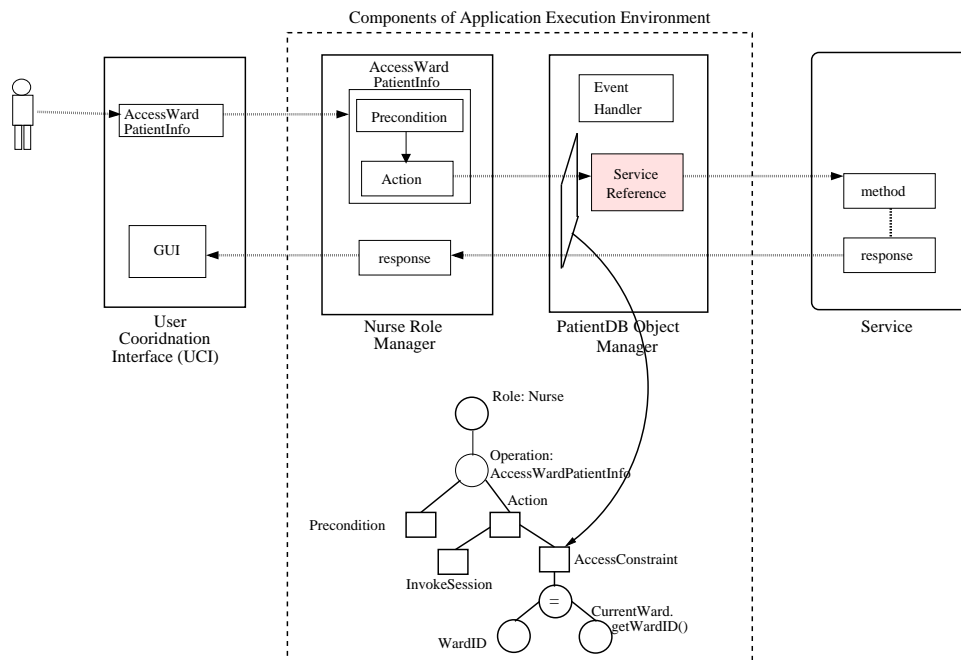 Components of Application Execution Environment
AccessWard
PatientInfo
GUI
User
Coordnation
Interface (UCI)
AccessWard
PatientInfo
Precondition
Action
response
Nurse Role
Manager
Event
Handler
Service
Reference
PatientDB Object
Manager
method
response
Service
Role: Nurse
Operation:
AccessWardPatientInfo
Action
Precondition
InvokeSession
AccessConstraint
=
WardID
CurrentWard.
getWardID()